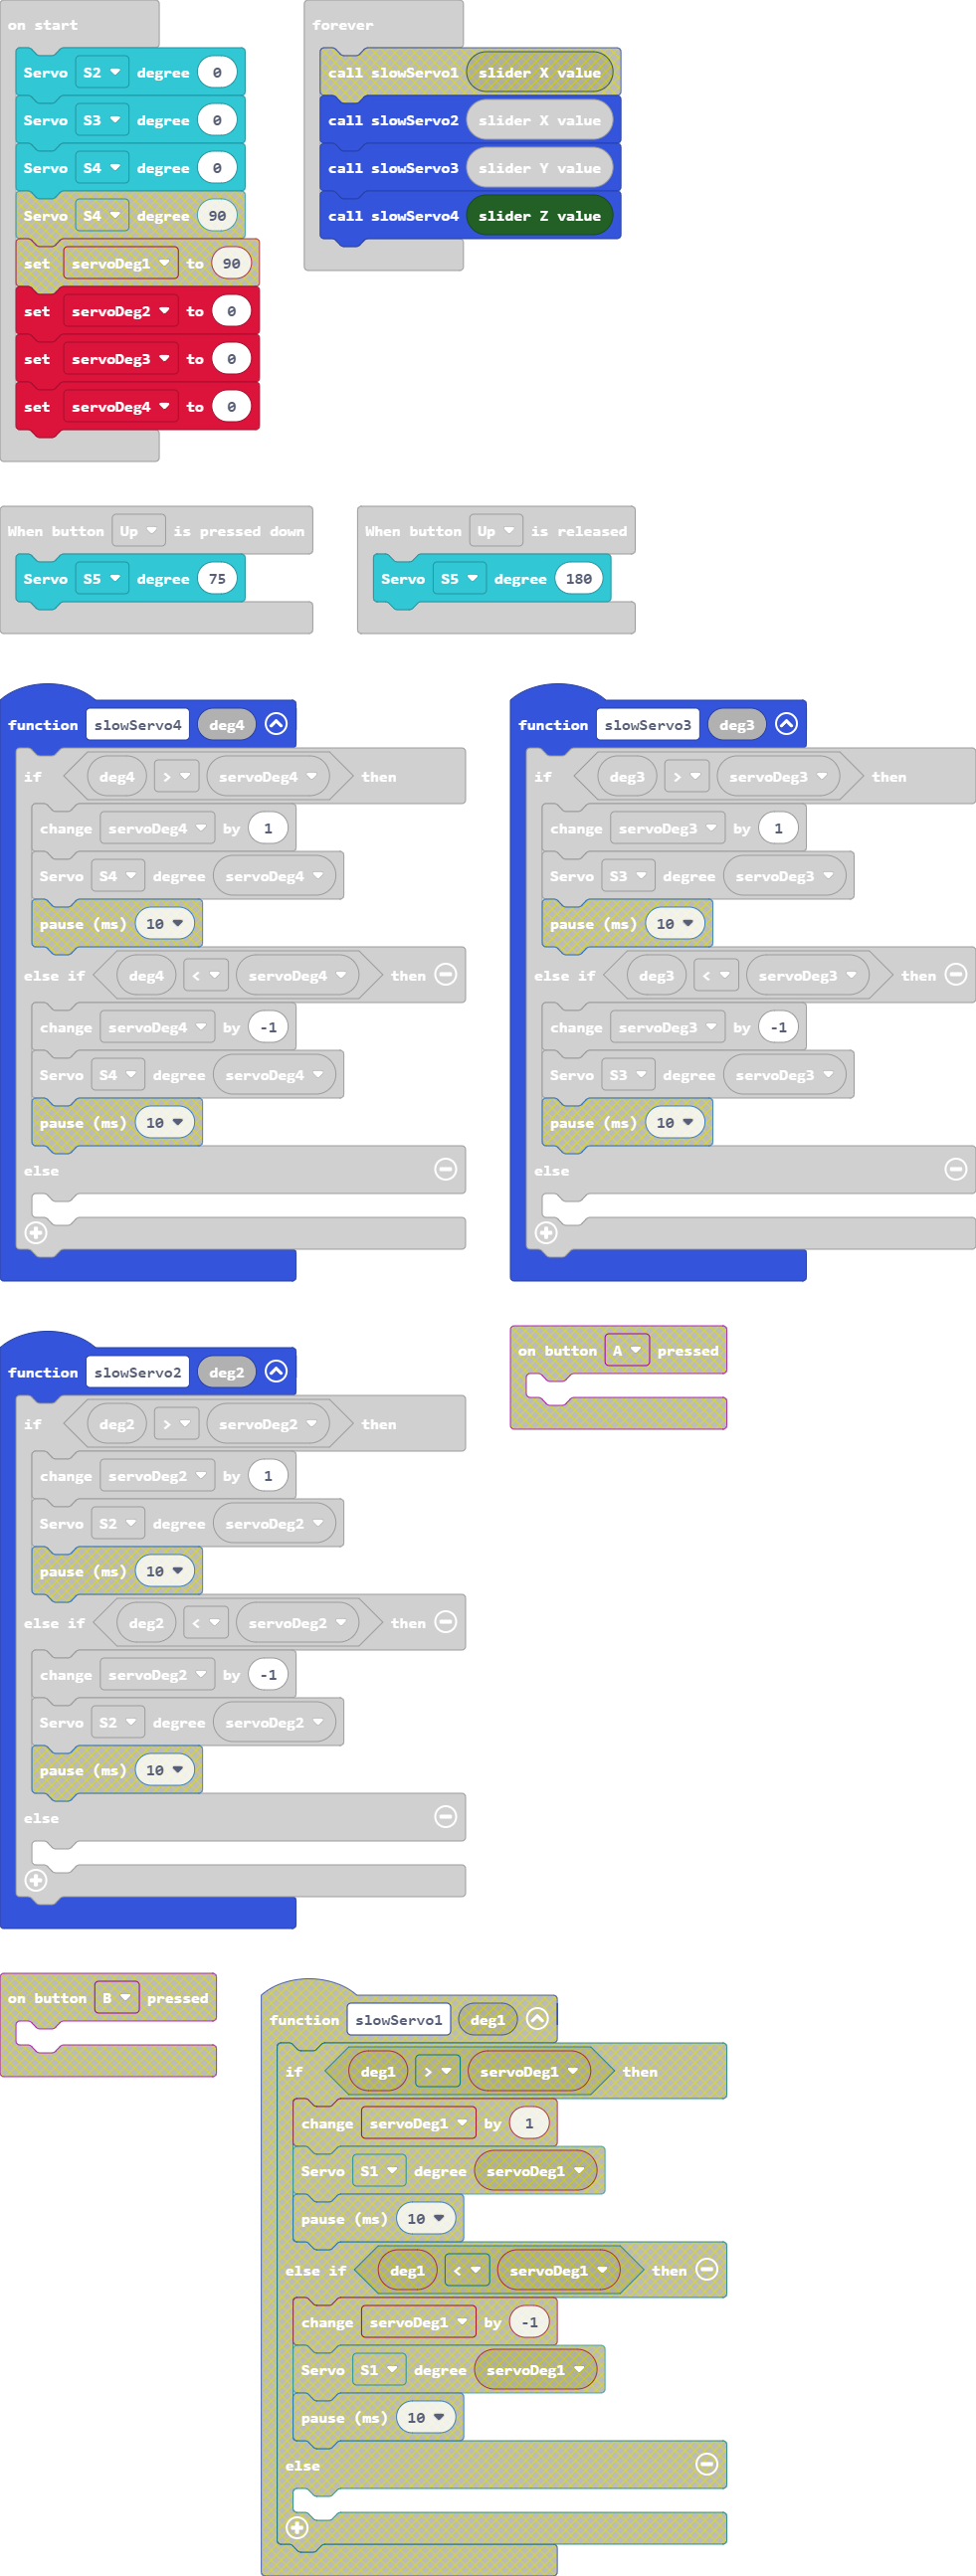 on start
Servo S2 degree 0
Servo S3 degree 0
Servo S4 degree 0
Servo S4 degree 90
set servoDeg1 to 90
set servoDeg2 to 0
set servoDeg3 to 0
set servoDeg4 to 0
forever
call slowServo1 slider X value
call slowServo2 slider X value
call slowServo3 slider Y value
call slowServo4 slider Z value
When button Up is pressed down
Servo S5 degree 75
When button Up is released
Servo S5 degree 180
function slowServo4 deg4
if deg4 > servoDeg4 then
change servoDeg4 by 1
Servo S4 degree servoDeg4
pause (ms) 10
else if deg4 < servoDeg4 then
change servoDeg4 by -1
Servo S4 degree servoDeg4
pause (ms) 10
else
function slowServo3 deg3
if deg3 > servoDeg3 then
change servoDeg3 by 1
Servo S3 degree servoDeg3
pause (ms) 10
else if deg3 < servoDeg3 then
change servoDeg3 by -1
Servo S3 degree servoDeg3
pause (ms) 10
else
function slowServo2 deg2
if deg2 > servoDeg2 then
change servoDeg2 by 1
Servo S2 degree servoDeg2
pause (ms) 10
else if deg2 < servoDeg2 then
change servoDeg2 by -1
Servo S2 degree servoDeg2
pause (ms) 10
else
on button A pressed
on button B pressed
function slowServo1 deg1
if deg1 > servoDeg1 then
change servoDeg1 by 1
Servo S1 degree servoDeg1
pause (ms) 10
else if deg1 < servoDeg1 then
change servoDeg1 by -1
Servo S1 degree servoDeg1
pause (ms) 10
else